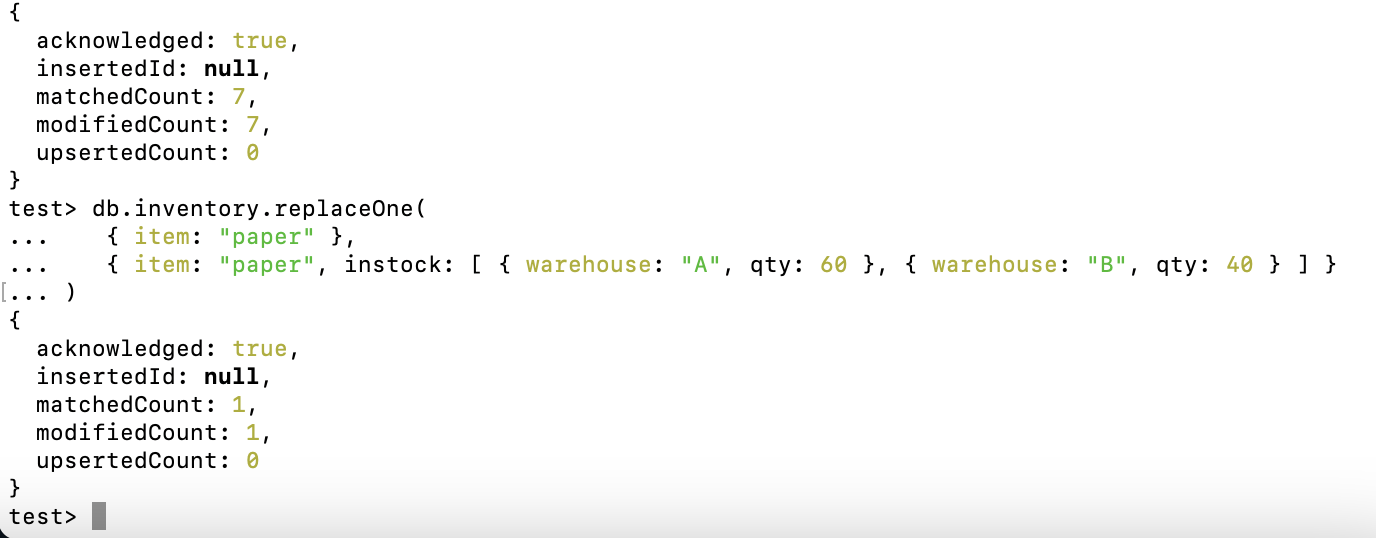 {
  acknowledged: true,
  insertedId: null,
  matchedCount: 7,
  modifiedCount: 7,
  upsertedCount: 0
}
test> db.inventory.replaceOne(
...    { item: "paper" },
...    { item: "paper", instock: [ { warehouse: "A", qty: 60 }, { warehouse: "B", qty: 40 } ] }
[... )
{
  acknowledged: true,
  insertedId: null,
  matchedCount: 1,
  modifiedCount: 1,
  upsertedCount: 0
}
test>